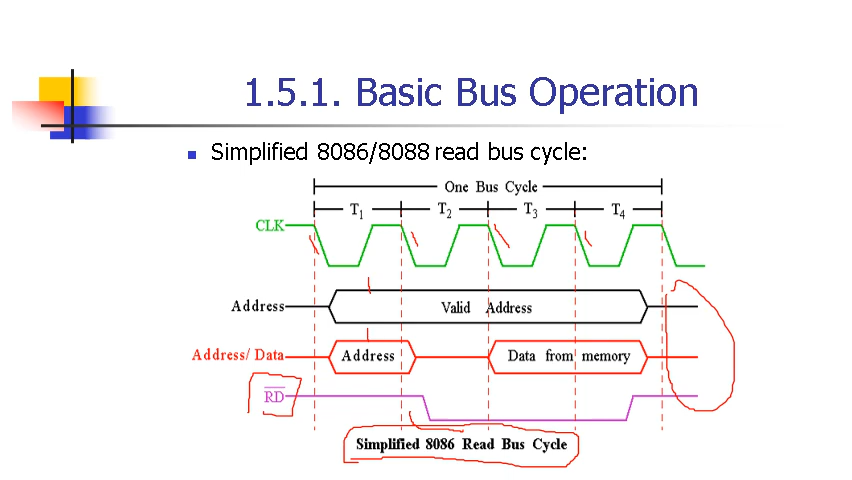 1.5.1. Basic Bus Operation
Simplified 8086/8088 read bus cycle:
One Bus Cycle
T1 T2 T3 T4
CLK
Address Valid Address
Address/ Data Address Data from memory
RD
Simplified 8086 Read Bus Cycle